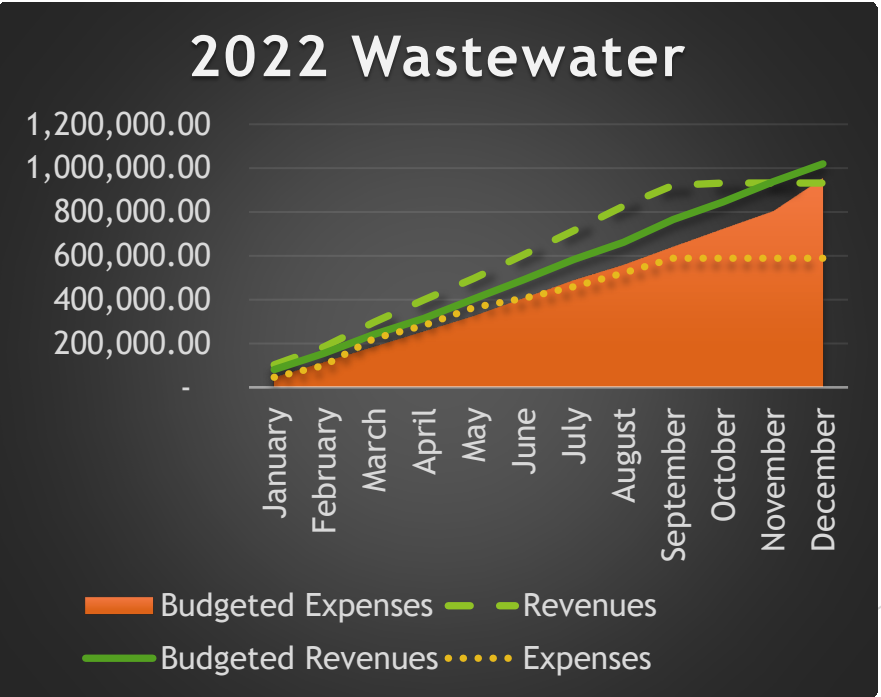 2022 Wastewater
1,200,000.00
1,000,000.00
800,000.00
600,000.00
400,000.00
200,000.00
-
January
February
March
April
May
June
July
August
September
October
November
December
Budgeted Expenses
Revenues
Budgeted Revenues
Expenses